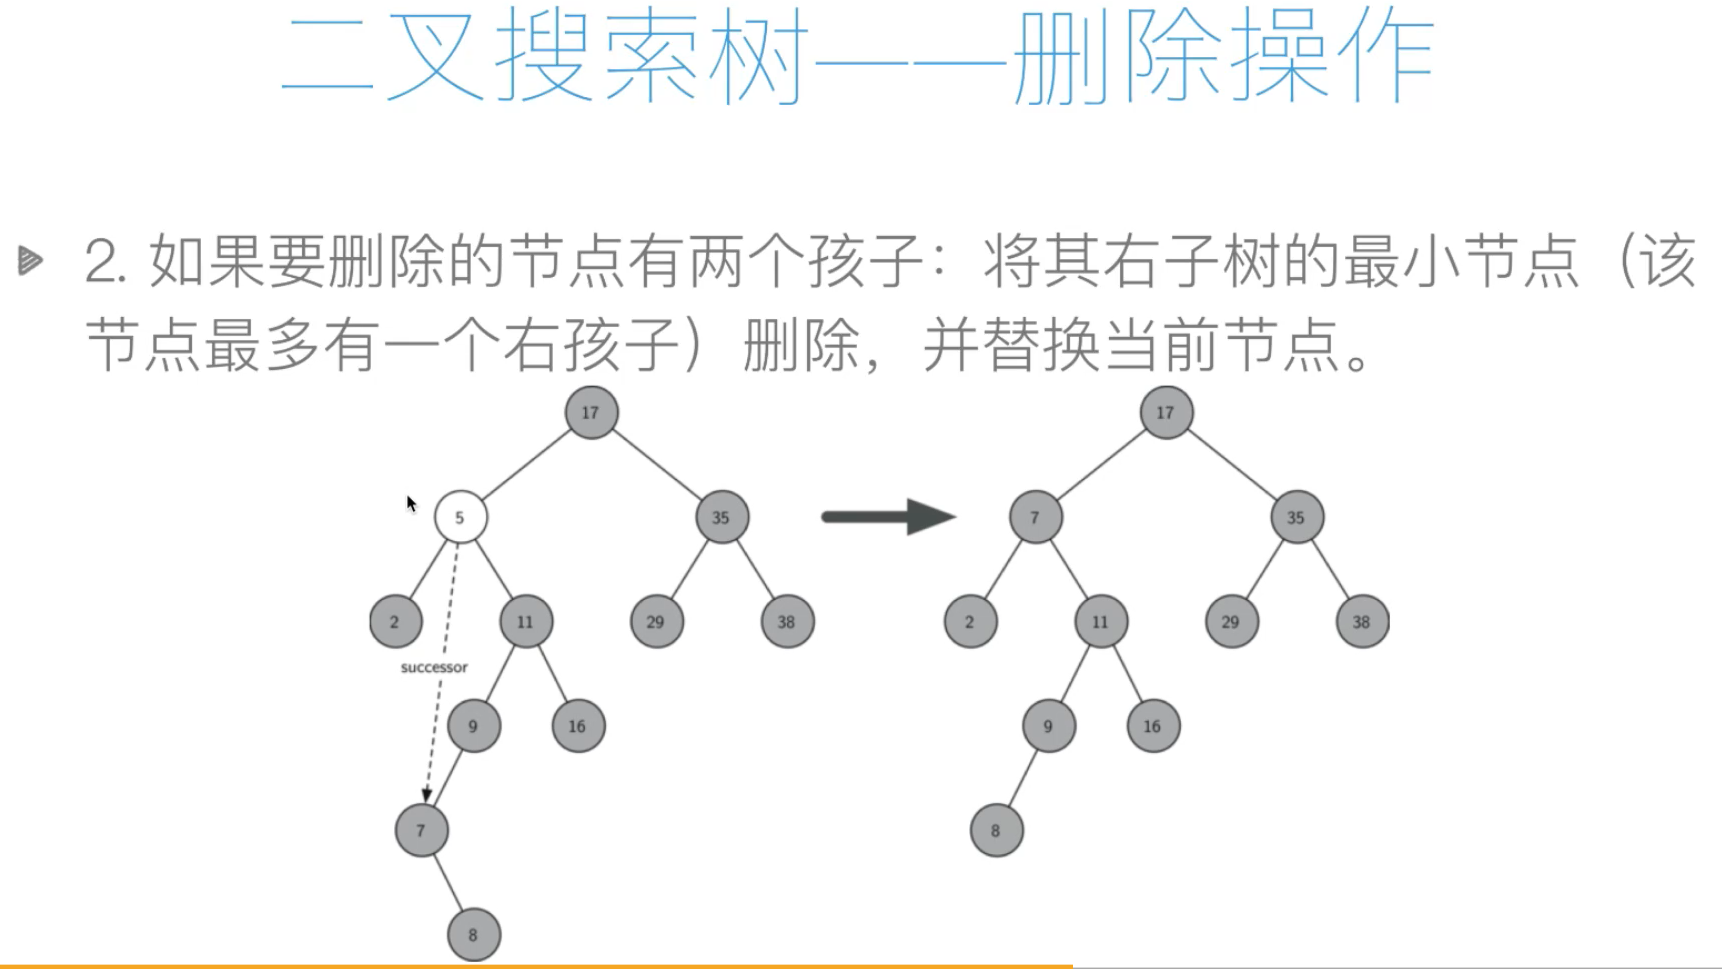 二叉搜索树——删除操作
2. 如果要删除的节点有两个孩子：将其右子树的最小节点（该
节点最多有一个右孩子）删除，并替换当前节点。
17 17
5 35 7 35
2 11 29 38 2 11 29 38
successor
9 16 9 16
7 8
8